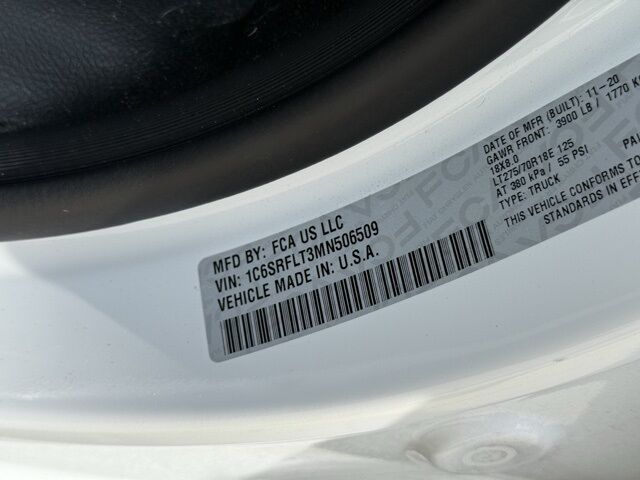 MFD BY: FCA US LLC
VIN: 1C6SRFLT3MN506509
VEHICLE MADE IN: U.S.A.
DATE OF MFR (BUILT): 11-20
GAWR FRONT: 3900 LB / 1770 K
18X8.0
LT275/70R18E 125
AT 380 kPa / 55 PSI
TYPE: TRUCK
THIS VEHICLE CONFORMS TO
STANDARDS IN EFFE